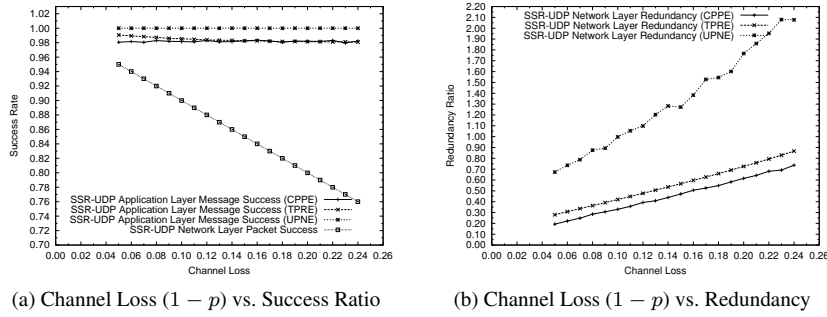 1.08
1.06
1.04
1.02
1.00
0.98
0.96
0.94
0.92
0.90
0.88
0.86
0.84
0.82
0.80
0.78
0.76
0.74
0.72
0.70
Success Rate
SSR-UDP Application Layer Message Success (CPPE)
SSR-UDP Application Layer Message Success (TPRE)
SSR-UDP Application Layer Message Success (UPNE)
SSR-UDP Network Layer Packet Success
0.00 0.02 0.04 0.06 0.08 0.10 0.12 0.14 0.16 0.18 0.20 0.22 0.24 0.26
Channel Loss
(a) Channel Loss (1 − p) vs. Success Ratio
2.20
2.10
2.00
1.90
1.80
1.70
1.60
1.50
1.40
1.30
1.20
1.10
1.00
0.90
0.80
0.70
0.60
0.50
0.40
0.30
0.20
0.10
0.00
Redundancy Ratio
SSR-UDP Network Layer Redundancy (CPPE)
SSR-UDP Network Layer Redundancy (TPRE)
SSR-UDP Network Layer Redundancy (UPNE)
0.00 0.02 0.04 0.06 0.08 0.10 0.12 0.14 0.16 0.18 0.20 0.22 0.24 0.26
Channel Loss
(b) Channel Loss (1 − p) vs. Redundancy